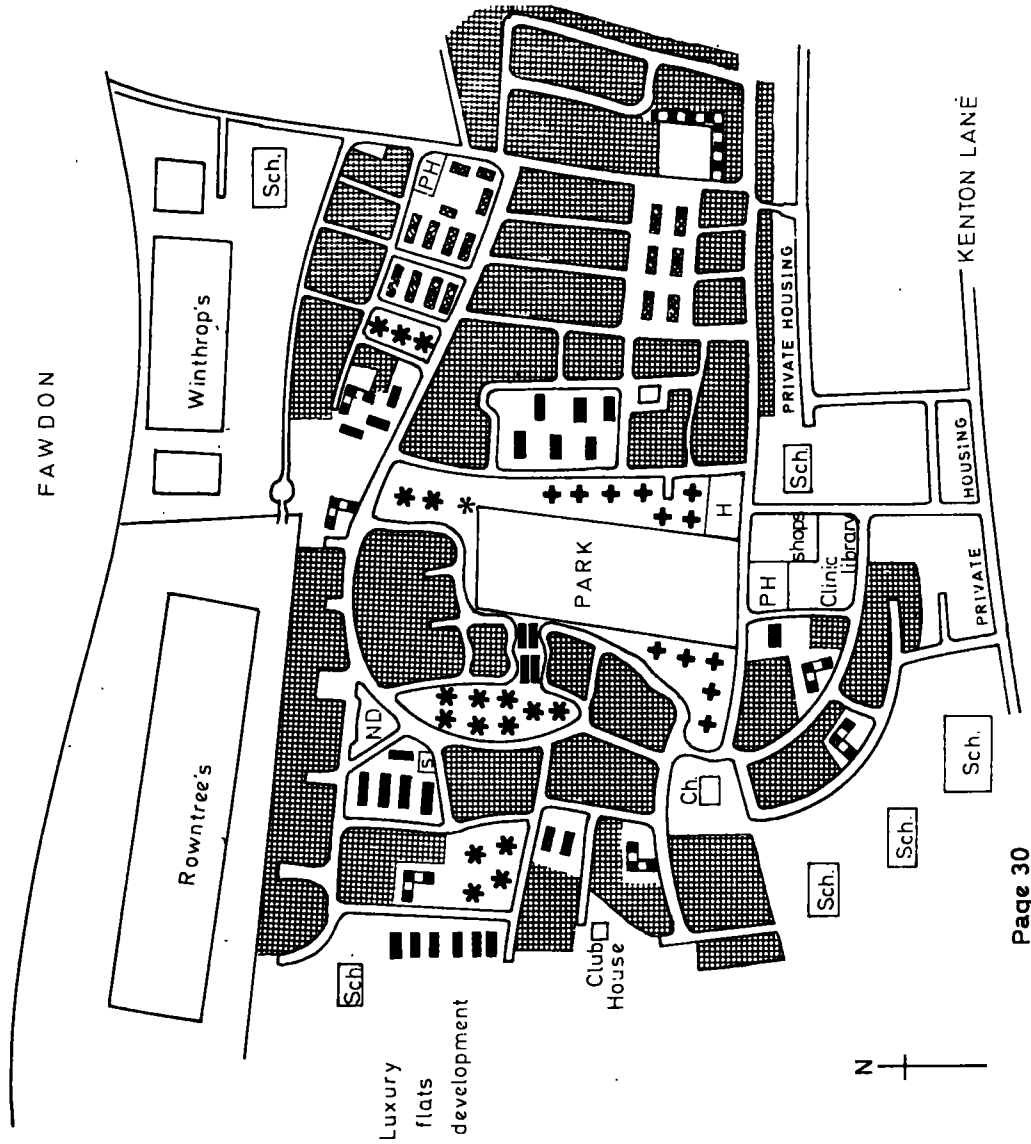 FAWDON
Winthrop's
Sch.
Rowntree's
PH
ND
S
Sch.
Luxury
flats
development
PARK
H
Club
House
Ch.
PH
shops
Clinic
library
Sch.
PRIVATE HOUSING
KENTON LANE
PRIVATE
HOUSING
Sch.
Sch.
Sch.
N
Page 30